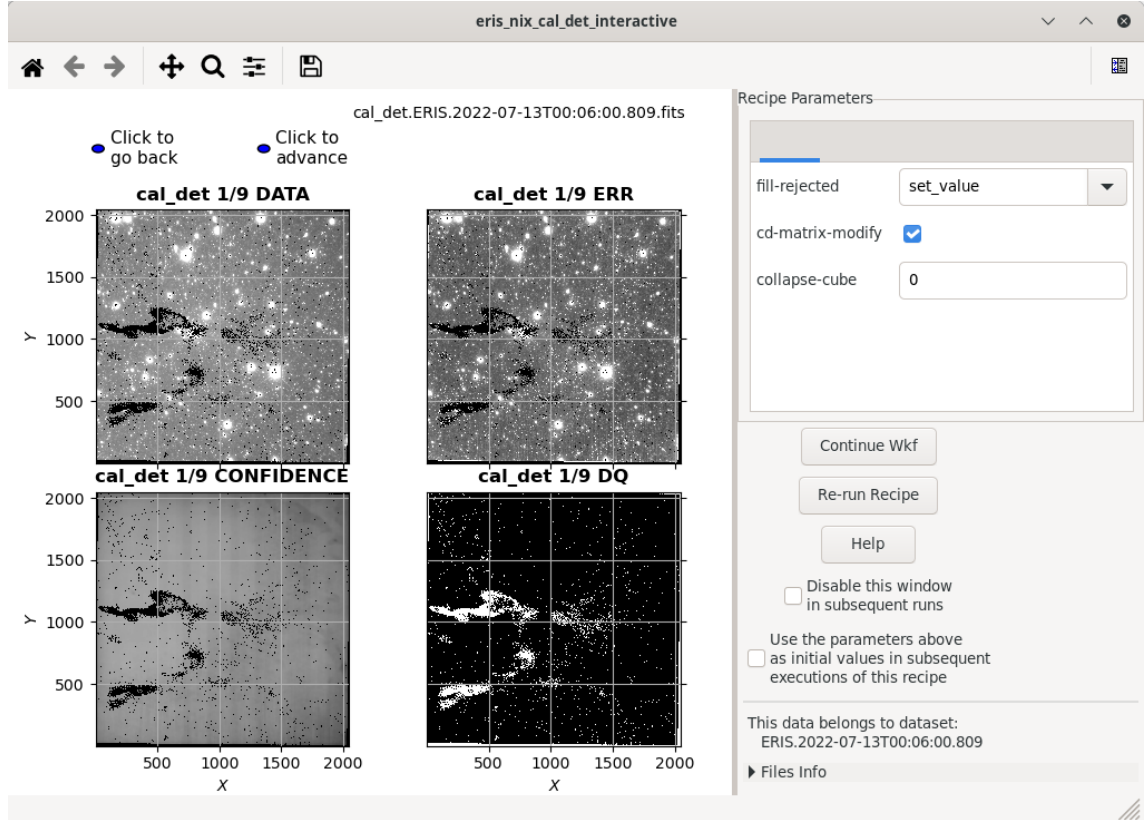 eris_nix_cal_det_interactive
cal_det.ERIS.2022-07-13T00:06:00.809.fits
Click to
go back
Click to
advance
cal_det 1/9 DATA
cal_det 1/9 ERR
2000
1500
1000
500
Y
cal_det 1/9 CONFIDENCE
cal_det 1/9 DQ
2000
1500
1000
500
Y
500 1000 1500 2000
500 1000 1500 2000
X
X
Recipe Parameters
fill-rejected set_value
cd-matrix-modify
collapse-cube 0
Continue Wkf
Re-run Recipe
Help
Disable this window
in subsequent runs
Use the parameters above
as initial values in subsequent
executions of this recipe
This data belongs to dataset:
ERIS.2022-07-13T00:06:00.809
Files Info